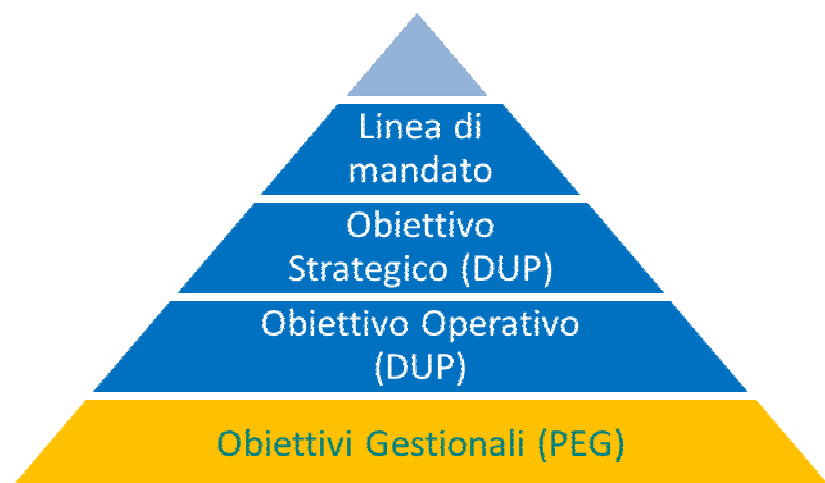 Linea di
mandato
Obiettivo
Strategico (DUP)
Obiettivo Operativo
(DUP)
Obiettivi Gestionali (PEG)